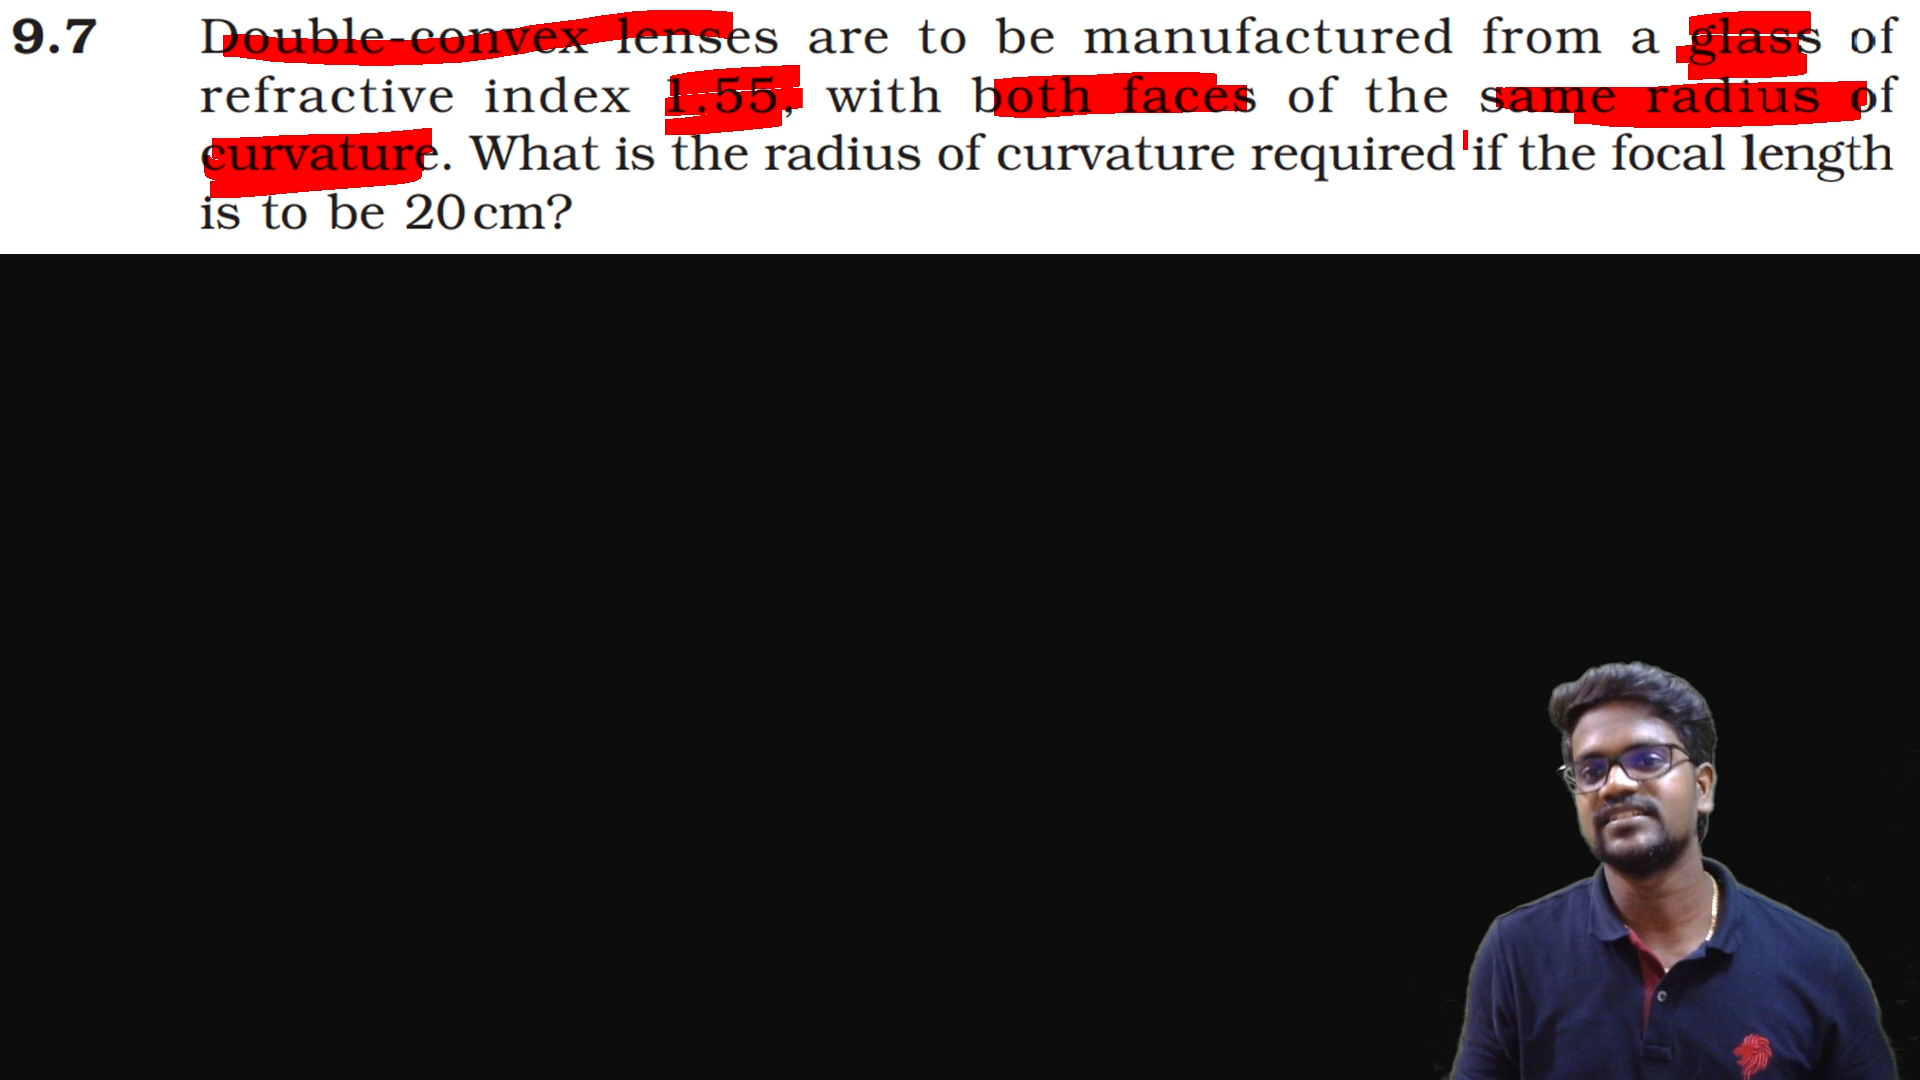 9.7 Double-convex lenses are to be manufactured from a glass of
refractive index 1.55, with both faces of the same radius of
curvature. What is the radius of curvature required if the focal length
is to be 20cm?